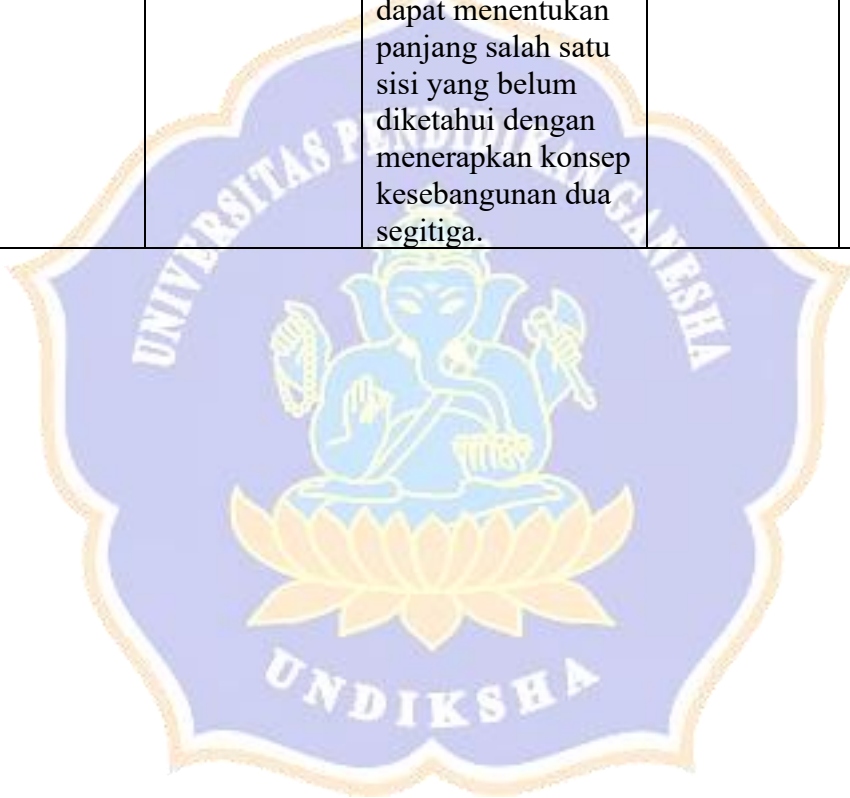 dapat menentukan
panjang salah satu
sisi yang belum
diketahui dengan
menerapkan konsep
kesebangunan dua
segitiga.
UNIVERSITAS PENDIDIKAN GANESHA
UNDIKSHA